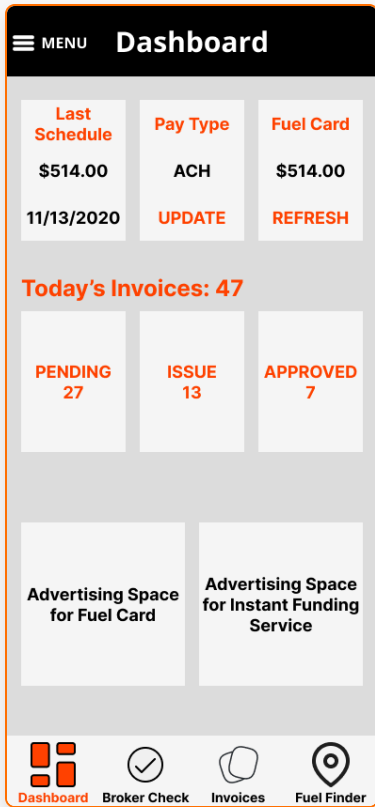 MENU Dashboard
Last
Schedule
$514.00
11/13/2020
Pay Type
ACH
UPDATE
Fuel Card
$514.00
REFRESH
Today’s Invoices: 47
PENDING
27
ISSUE
13
APPROVED
7
Advertising Space
for Fuel Card
Advertising Space
for Instant Funding
Service
Dashboard
Broker Check
Invoices
Fuel Finder